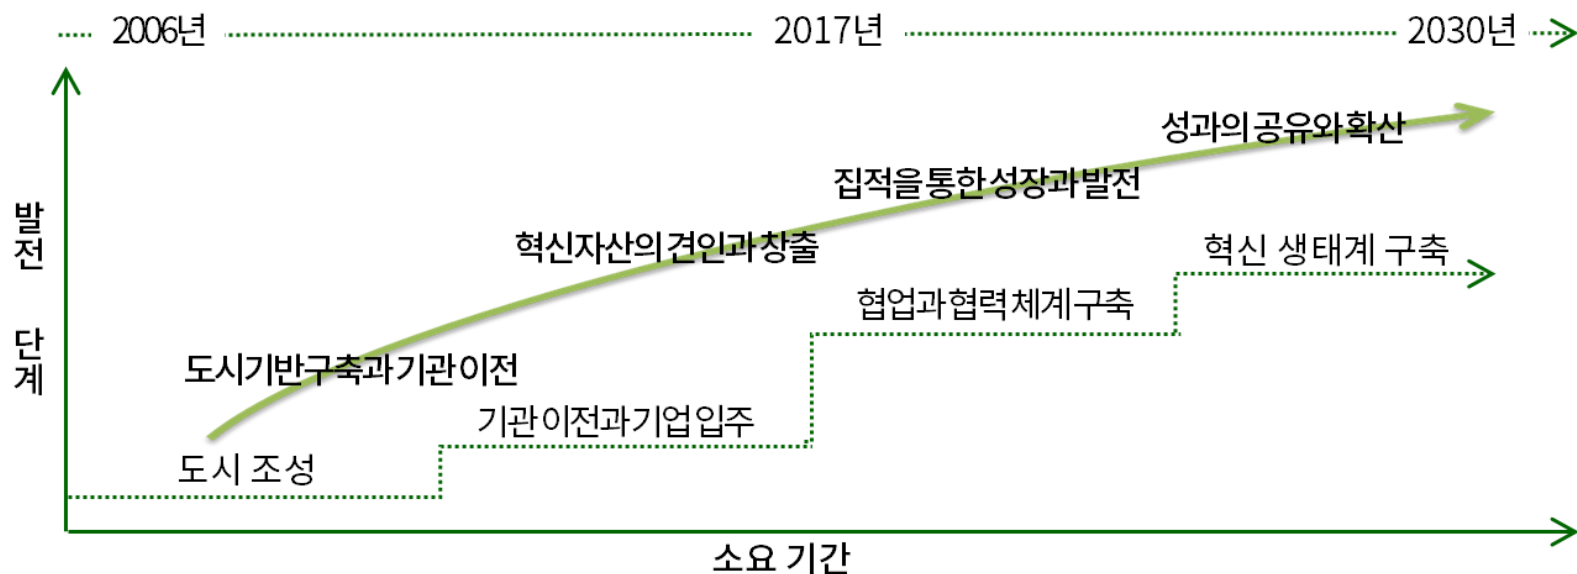 2006년
2017년
2030년
성과의 공유와 확산
집적을 통한 성장과 발전
혁신자산의 견인과 창출
도시기반구축과 기관 이전
혁신 생태계 구축
협업과 협력 체계 구축
기관 이전과 기업 입주
도시 조성
발전 단계
소요 기간